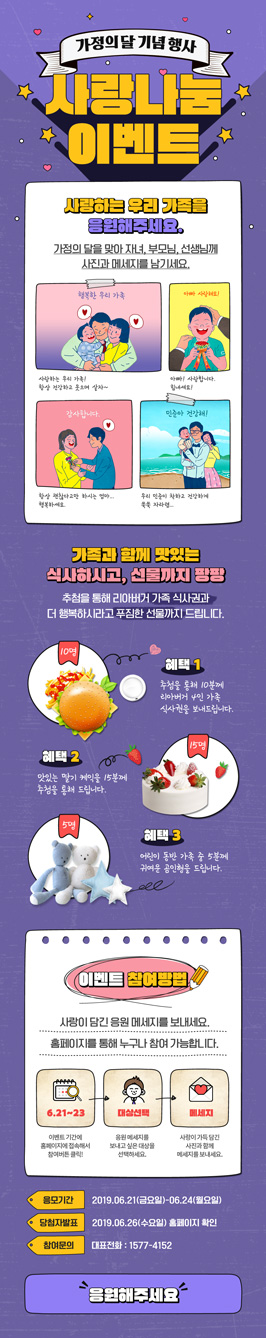 가정의 달 기념 행사
사랑나눔
이벤트
사랑하는 우리 가족을
응원해주세요.
가정의 달을 맞아 자녀, 부모님, 선생님께
사진과 메세지를 남기세요.
행복한 우리 가족
아빠 사랑해요!
사랑하는 우리 가족!
항상 건강하고 웃으며 살자~
아빠! 사랑합니다.
힘내세요!
감사합니다.
민준아 건강해!
항상 괜찮다고만 하시는 엄마...
행복하세요.
우리 민준이 착하고 건강하게
쑥쑥 자라렴...
가족과 함께 맛있는
식사하시고, 선물까지 팡팡
추첨을 통해 리아버거 가족 식사권과
더 행복하시라고 푸짐한 선물까지 드립니다.
10명
혜택 1
추첨을 통해 10분께
리아버거 4인 가족
식사권을 보내드립니다.
혜택 2
맛있는 딸기 케익을 15분께
추첨을 통해 드립니다.
15명
5명
혜택 3
어린이 동반 가족 중 5분께
귀여운 곰인형을 드립니다.
이벤트 참여방법
사랑이 담긴 응원 메세지를 보내세요.
홈페이지를 통해 누구나 참여 가능합니다.
6.21~23
대상선택
메세지
이벤트 기간에
홈페이지에 접속해서
참여버튼 클릭!
응원 메세지를
보내고 싶은 대상을
선택하세요.
사랑이 가득 담긴
사진과 함께
메세지를 보내세요.
응모기간
2019.06.21(금요일)-06.24(월요일)
당첨자발표
2019.06.26(수요일) 홈페이지 확인
참여문의
대표전화 : 1577-4152
응원해주세요